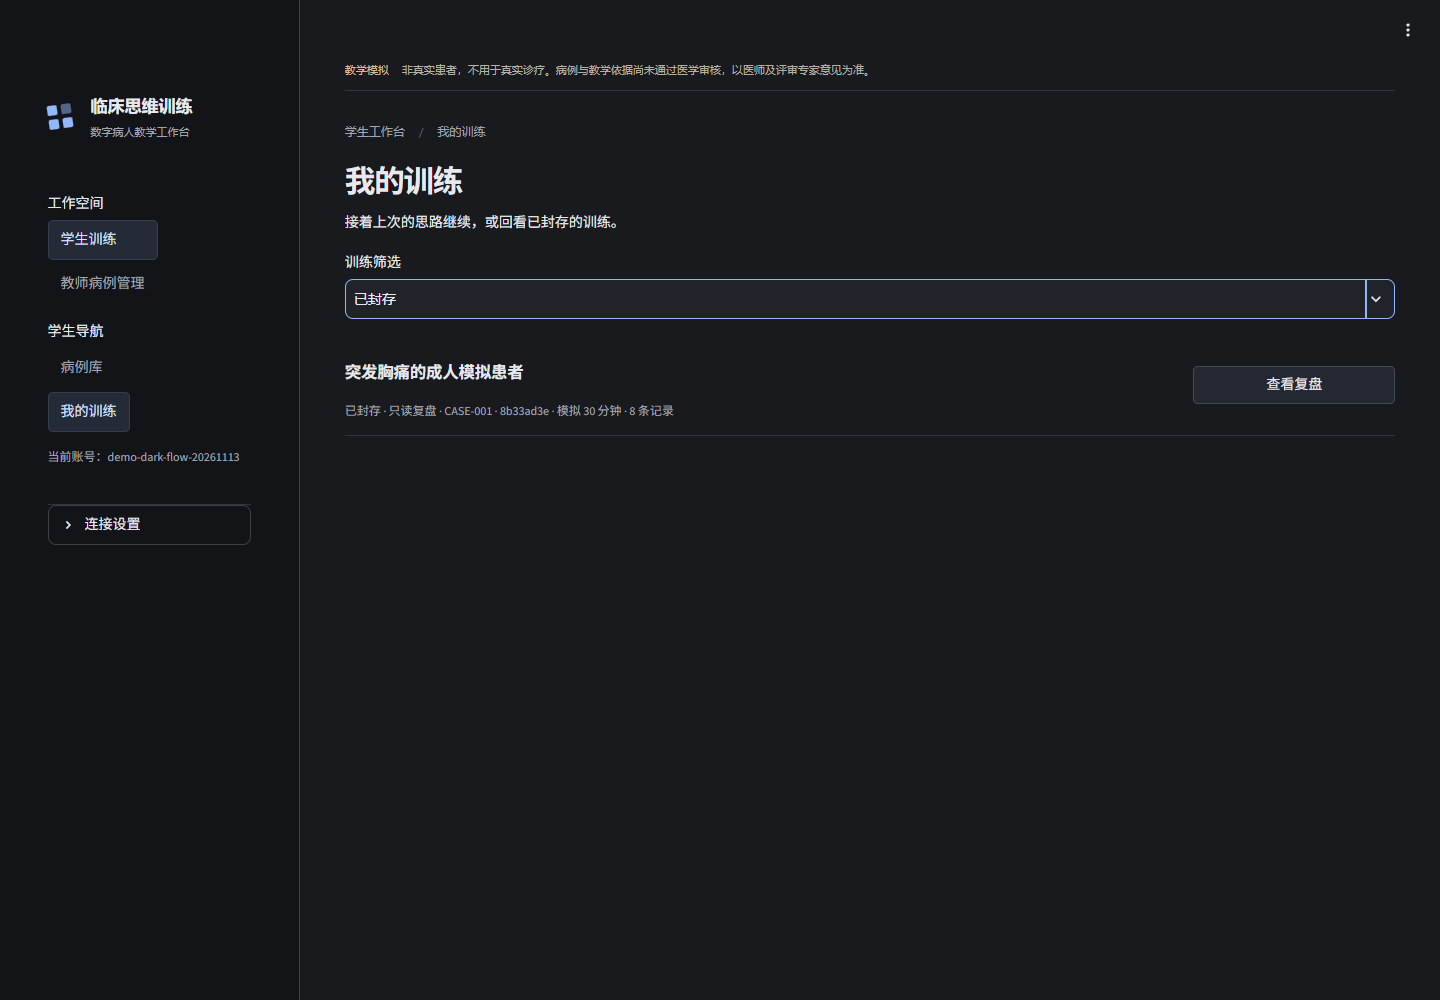 临床思维训练
数字病人教学工作台
工作空间
学生训练
教师病例管理
学生导航
病例库
我的训练
当前账号：demo-dark-flow-20261113
连接设置
教学模拟 非真实患者，不用于真实诊疗。病例与教学依据尚未通过医学审核，以医师及评审专家意见为准。
学生工作台 / 我的训练
我的训练
接着上次的思路继续，或回看已封存的训练。
训练筛选
已封存
突发胸痛的成人模拟患者
查看复盘
已封存 · 只读复盘 · CASE-001 · 8b33ad3e · 模拟 30 分钟 · 8 条记录